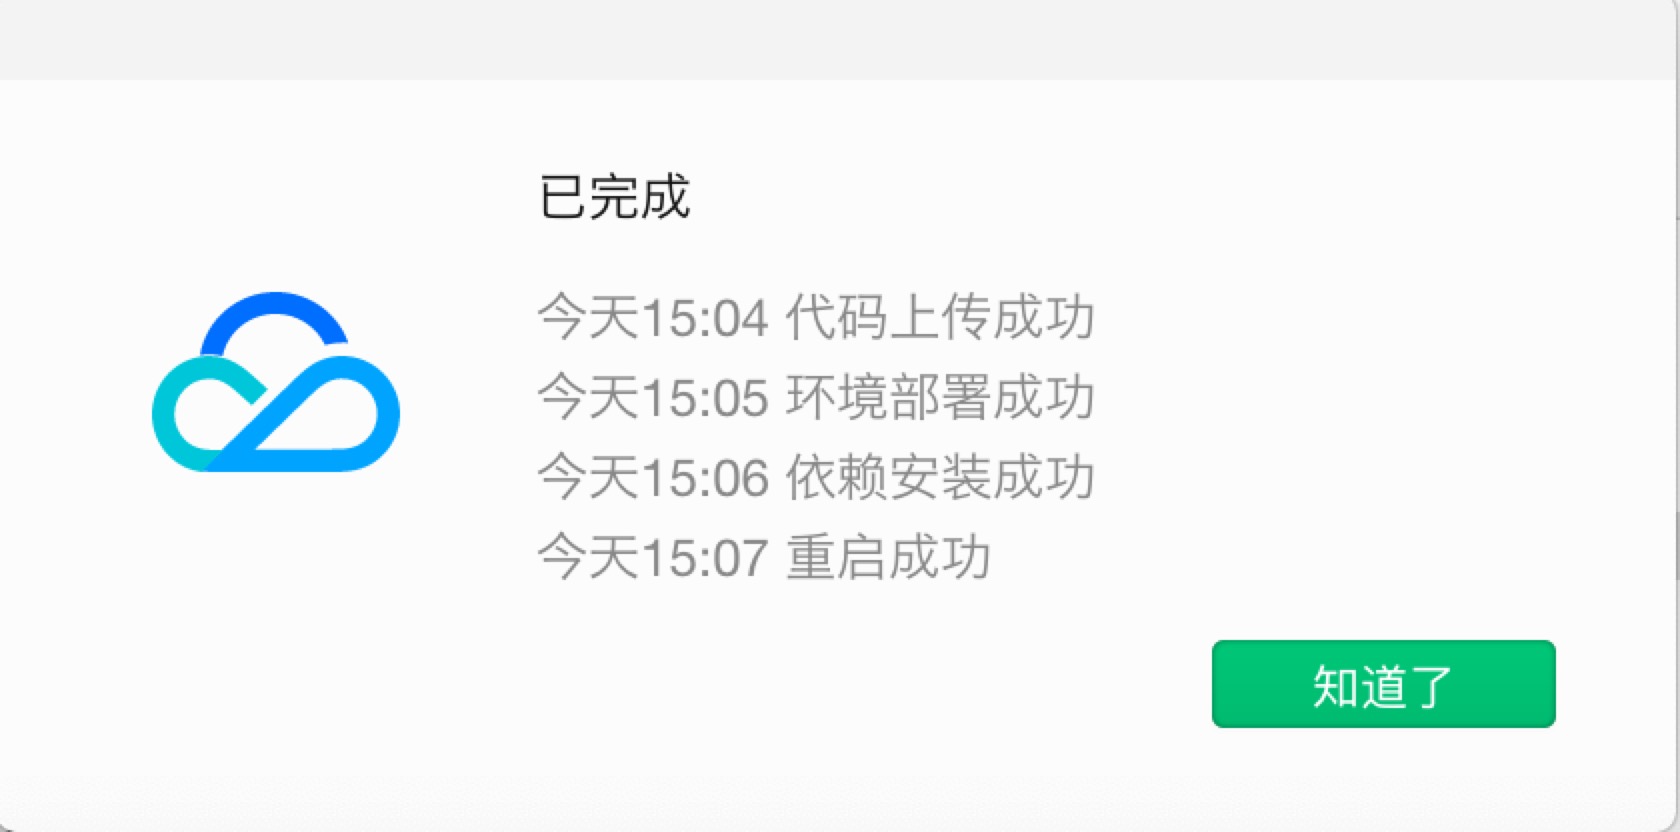 已完成
今天15:04 代码上传成功
今天15:05 环境部署成功
今天15:06 依赖安装成功
今天15:07 重启成功
知道了